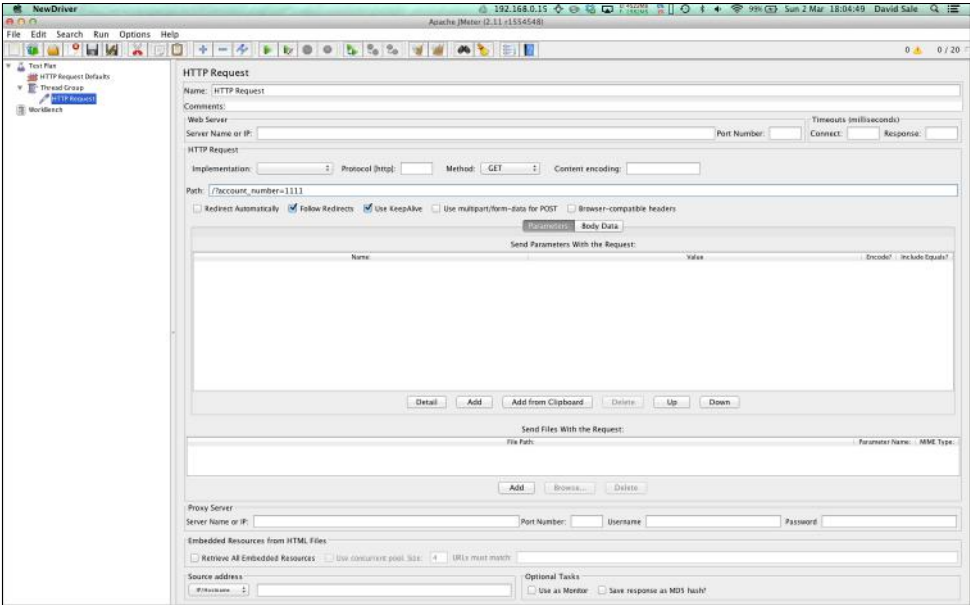 NewDriver
192.168.0.15
99%
Sun 2 Mar 18:04:49 David Sale
Apache JMeter (2.11 r1554548)
File Edit Search Run Options Help
0
0 / 20
Test Plan
HTTP Request Defaults
Thread Group
HTTP Request
WorkBench
HTTP Request
Name: HTTP Request
Comments:
Web Server
Timeouts (milliseconds)
Server Name or IP:
Port Number:
Connect:
Response:
HTTP Request
Implementation:
Protocol [http]:
Method: GET
Content encoding:
Path: /?account_number=1111
Redirect Automatically
Follow Redirects
Use KeepAlive
Use multipart/form-data for POST
Browser-compatible headers
Parameters
Body Data
Send Parameters With the Request:
Name:
Value
Encode?
Include Equals?
Detail
Add
Add from Clipboard
Delete
Up
Down
Send Files With the Request:
File Path:
Parameter Name:
MIME Type:
Add
Browse...
Delete
Proxy Server
Server Name or IP:
Port Number:
Username
Password
Embedded Resources from HTML Files
Retrieve All Embedded Resources
Use concurrent pool. Size: 4
URLs must match:
Source address
Optional Tasks
IP/Hostname
Use as Monitor
Save response as MD5 hash?